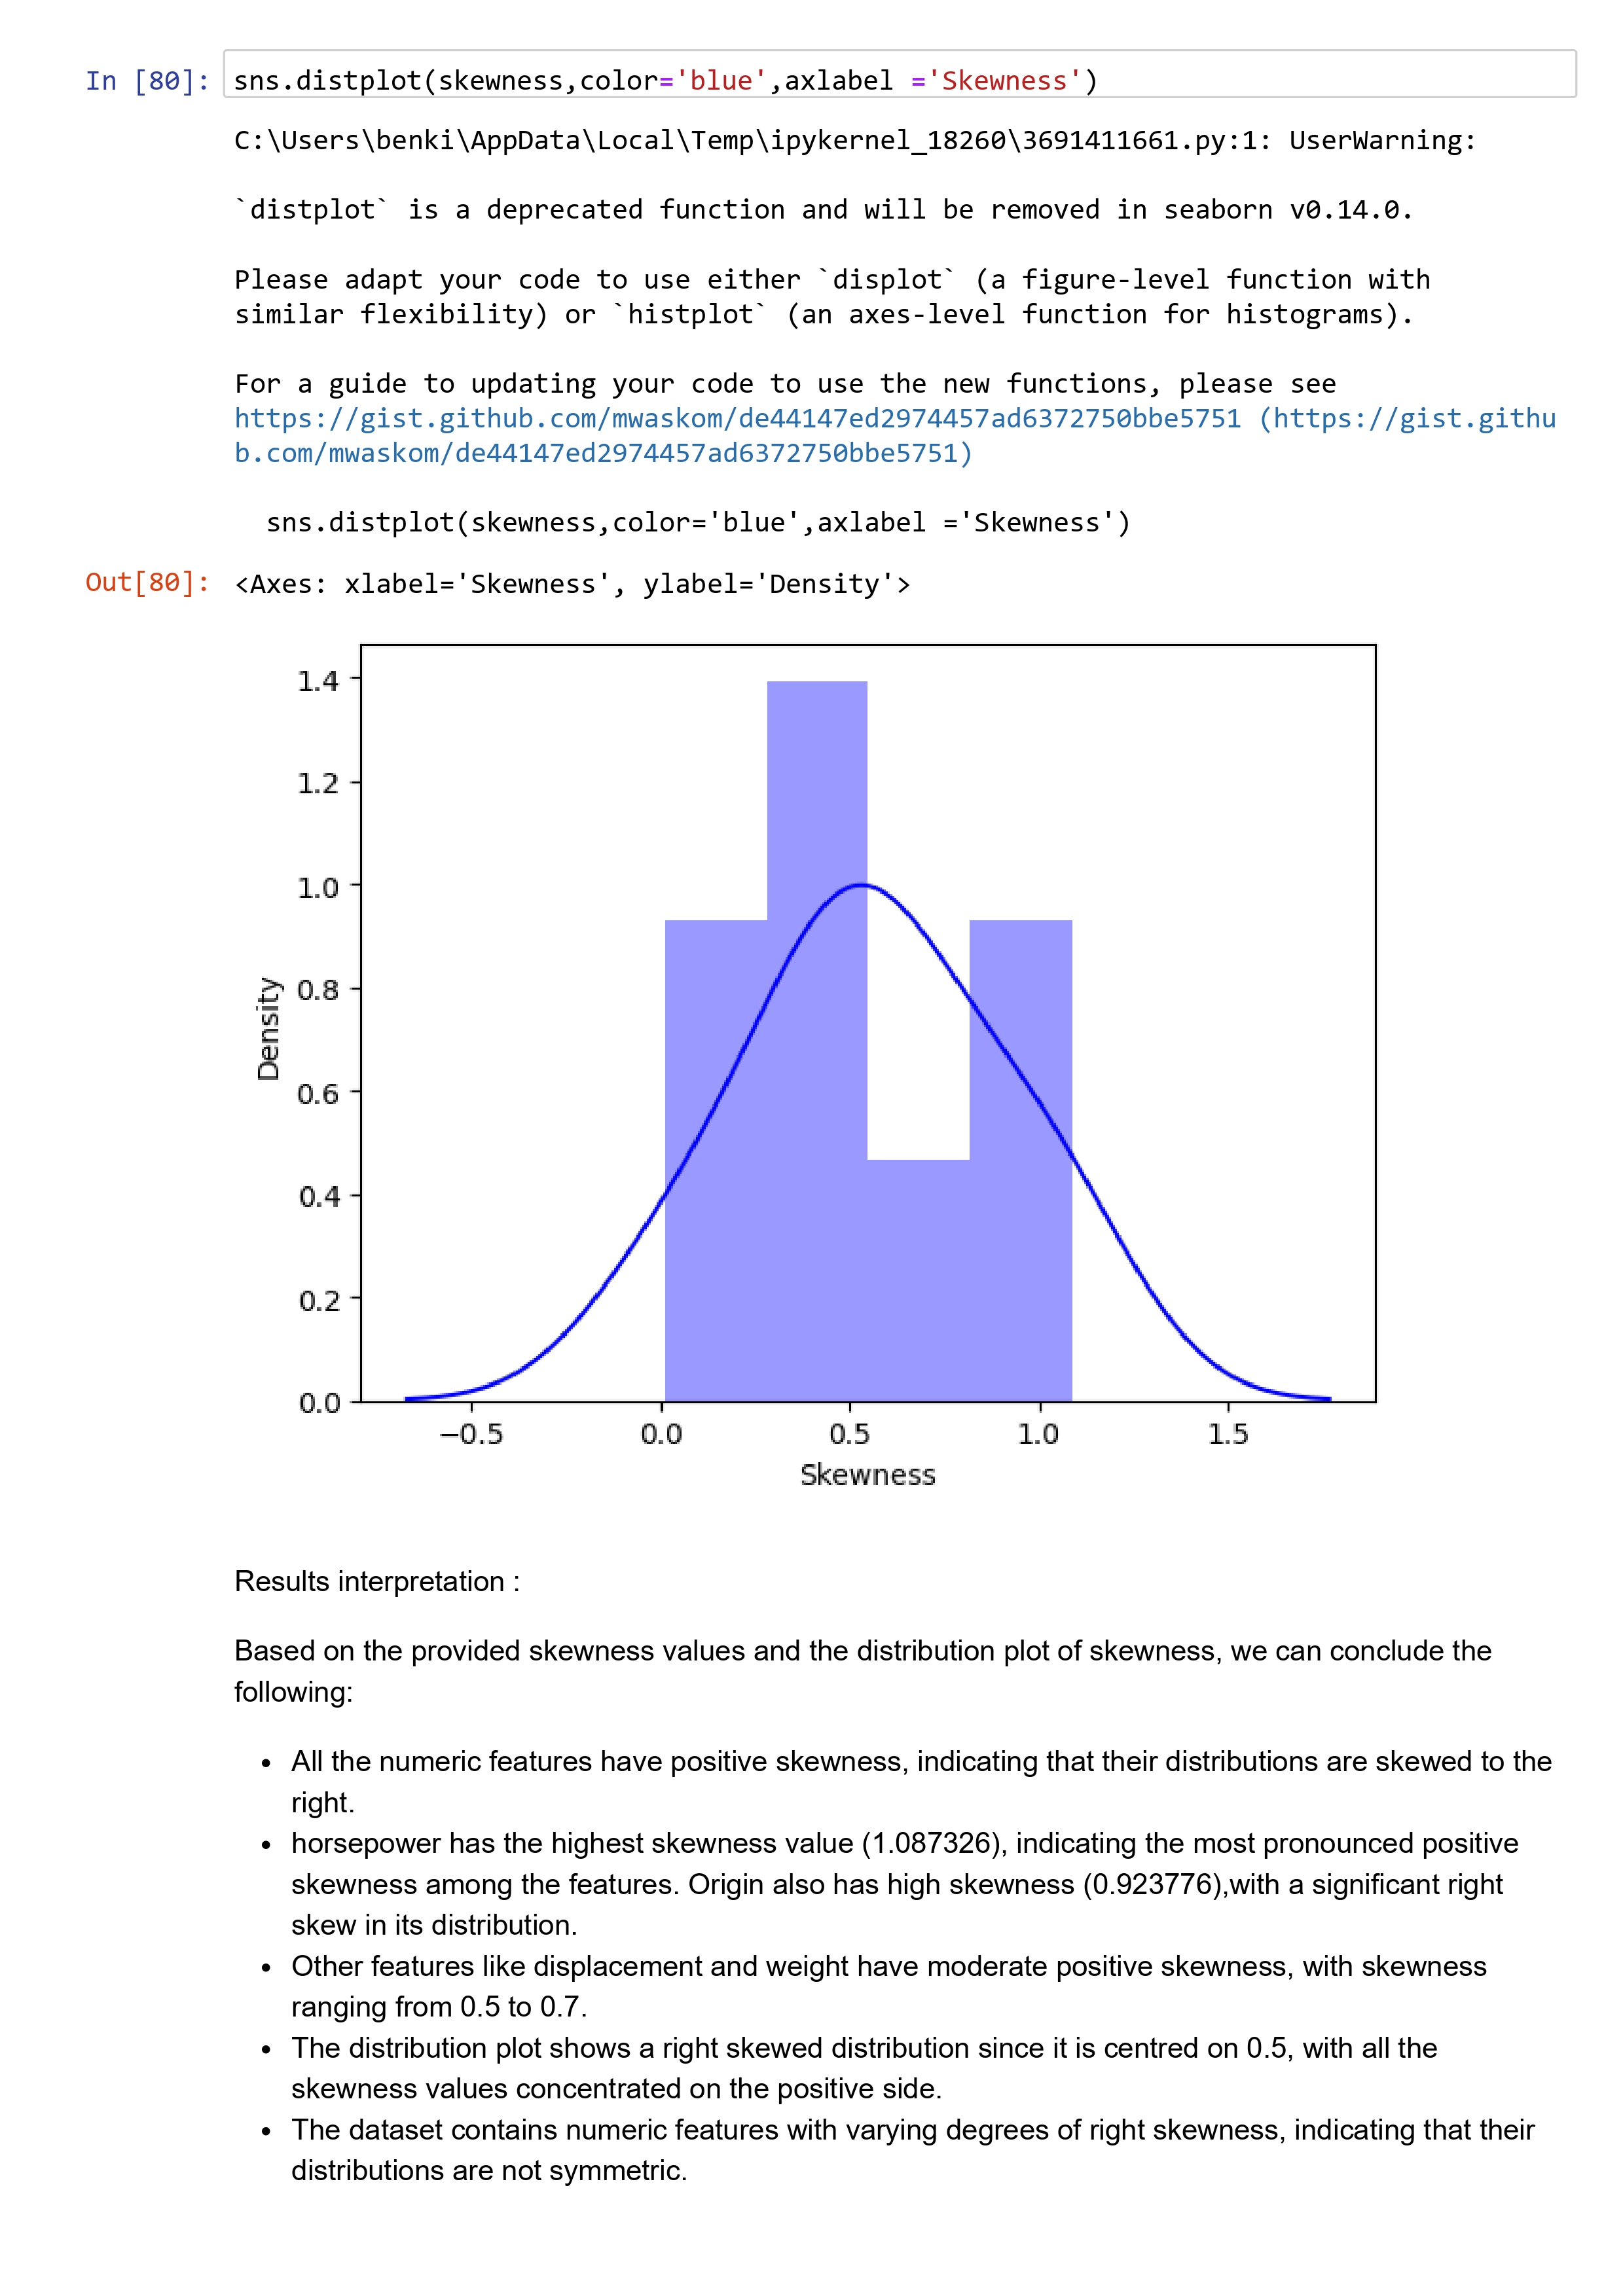 In [80]: sns.distplot(skewness,color='blue',axlabel ='Skewness')
C:\Users\benki\AppData\Local\Temp\ipykernel_18260\3691411661.py:1: UserWarning:
`distplot` is a deprecated function and will be removed in seaborn v0.14.0.
Please adapt your code to use either `displot` (a figure-level function with
similar flexibility) or `histplot` (an axes-level function for histograms).
For a guide to updating your code to use the new functions, please see
https://gist.github.com/mwaskom/de44147ed2974457ad6372750bbe5751 (https://gist.githu
b.com/mwaskom/de44147ed2974457ad6372750bbe5751)
sns.distplot(skewness,color='blue',axlabel ='Skewness')
Out[80]: <Axes: xlabel='Skewness', ylabel='Density'>
1.4
1.2
1.0
0.8
0.6
0.4
0.2
0.0
Density
−0.5 0.0 0.5 1.0 1.5
Skewness
Results interpretation :
Based on the provided skewness values and the distribution plot of skewness, we can conclude the
following:
• All the numeric features have positive skewness, indicating that their distributions are skewed to the
right.
• horsepower has the highest skewness value (1.087326), indicating the most pronounced positive
skewness among the features. Origin also has high skewness (0.923776),with a significant right
skew in its distribution.
• Other features like displacement and weight have moderate positive skewness, with skewness
ranging from 0.5 to 0.7.
• The distribution plot shows a right skewed distribution since it is centred on 0.5, with all the
skewness values concentrated on the positive side.
• The dataset contains numeric features with varying degrees of right skewness, indicating that their
distributions are not symmetric.